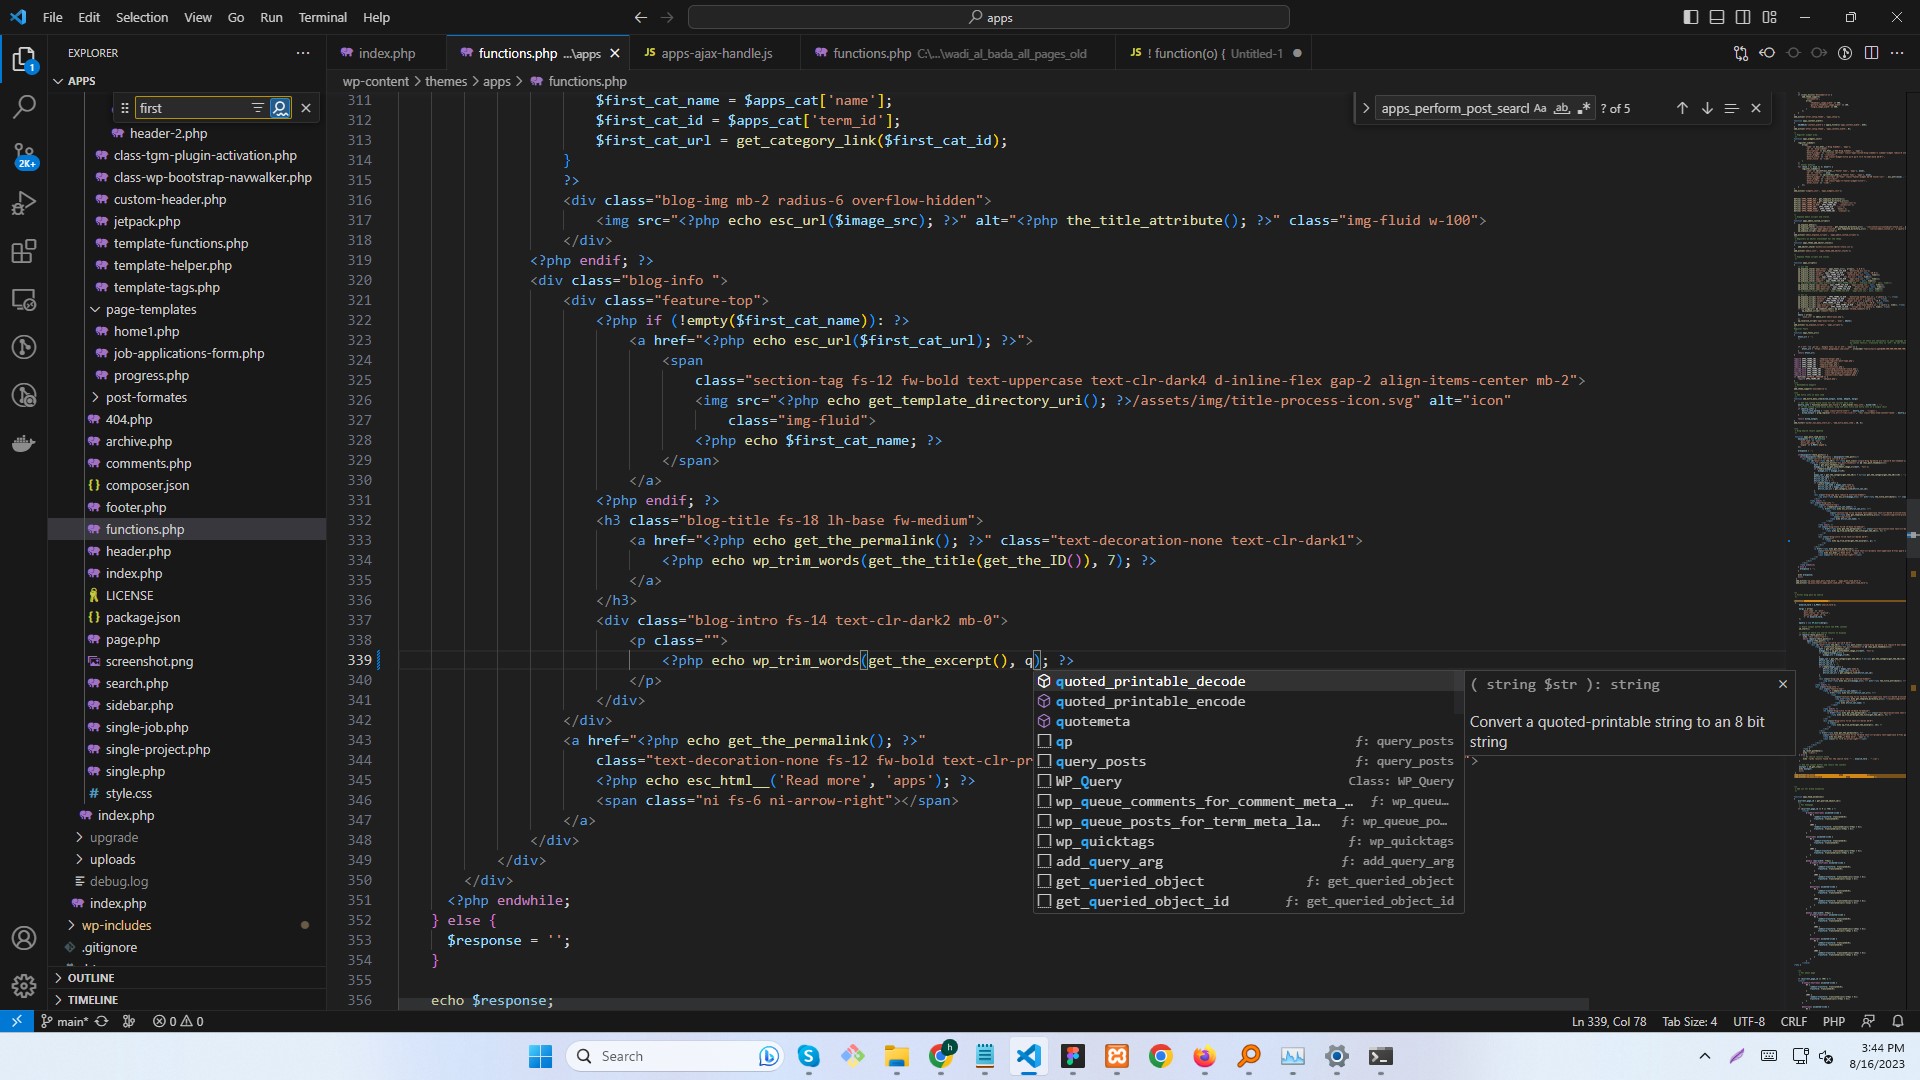 File Edit Selection View Go Run Terminal Help
apps
EXPLORER
index.php
functions.php ...\apps
JS apps-ajax-handle.js
functions.php C:\...\wadi_al_bada_all_pages_old
JS ! function(o) { Untitled-1
APPS
wp-content > themes > apps > functions.php
first
apps_perform_post_search Aa ab .* ? of 5
header-2.php
class-tgm-plugin-activation.php
class-wp-bootstrap-navwalker.php
custom-header.php
jetpack.php
template-functions.php
template-helper.php
template-tags.php
page-templates
home1.php
job-applications-form.php
progress.php
post-formates
404.php
archive.php
comments.php
{} composer.json
footer.php
functions.php
header.php
index.php
LICENSE
{} package.json
page.php
screenshot.png
search.php
sidebar.php
single-job.php
single-project.php
single.php
# style.css
index.php
upgrade
uploads
debug.log
index.php
wp-includes
.gitignore
OUTLINE
TIMELINE
1
2K+
311 $first_cat_name = $apps_cat['name'];
312 $first_cat_id = $apps_cat['term_id'];
313 $first_cat_url = get_category_link($first_cat_id);
314 }
315 ?>
316 <div class="blog-img mb-2 radius-6 overflow-hidden">
317 <img src="<?php echo esc_url($image_src); ?>" alt="<?php the_title_attribute(); ?>" class="img-fluid w-100">
318 </div>
319 <?php endif; ?>
320 <div class="blog-info ">
321 <div class="feature-top">
322 <?php if (!empty($first_cat_name)): ?>
323 <a href="<?php echo esc_url($first_cat_url); ?>">
324 <span
325 class="section-tag fs-12 fw-bold text-uppercase text-clr-dark4 d-inline-flex gap-2 align-items-center mb-2">
326 <img src="<?php echo get_template_directory_uri(); ?>/assets/img/title-process-icon.svg" alt="icon"
327 class="img-fluid">
328 <?php echo $first_cat_name; ?>
329 </span>
330 </a>
331 <?php endif; ?>
332 <h3 class="blog-title fs-18 lh-base fw-medium">
333 <a href="<?php echo get_the_permalink(); ?>" class="text-decoration-none text-clr-dark1">
334 <?php echo wp_trim_words(get_the_title(get_the_ID()), 7); ?>
335 </a>
336 </h3>
337 <div class="blog-intro fs-14 text-clr-dark2 mb-0">
338 <p class="">
339 <?php echo wp_trim_words(get_the_excerpt(), q); ?>
340 </p>
341 </div>
342 </div>
343 <a href="<?php echo get_the_permalink(); ?>"
344 class="text-decoration-none fs-12 fw-bold text-clr-pr ">
345 <?php echo esc_html__('Read more', 'apps'); ?>
346 <span class="ni fs-6 ni-arrow-right"></span>
347 </a>
348 </div>
349 </div>
350 </div>
351 <?php endwhile;
352 } else {
353 $response = '';
354 }
355
356 echo $response;
quoted_printable_decode
quoted_printable_encode
quotemeta
qp ƒ: query_posts
query_posts ƒ: query_posts
WP_Query Class: WP_Query
wp_queue_comments_for_comment_meta_… ƒ: wp_queu…
wp_queue_posts_for_term_meta_la… ƒ: wp_queue_po…
wp_quicktags ƒ: wp_quicktags
add_query_arg ƒ: add_query_arg
get_queried_object ƒ: get_queried_object
get_queried_object_id ƒ: get_queried_object_id
( string $str ): string
Convert a quoted-printable string to an 8 bit
string
main* 0 0
Ln 339, Col 78 Tab Size: 4 UTF-8 CRLF PHP
Search
h
3:44 PM
8/16/2023